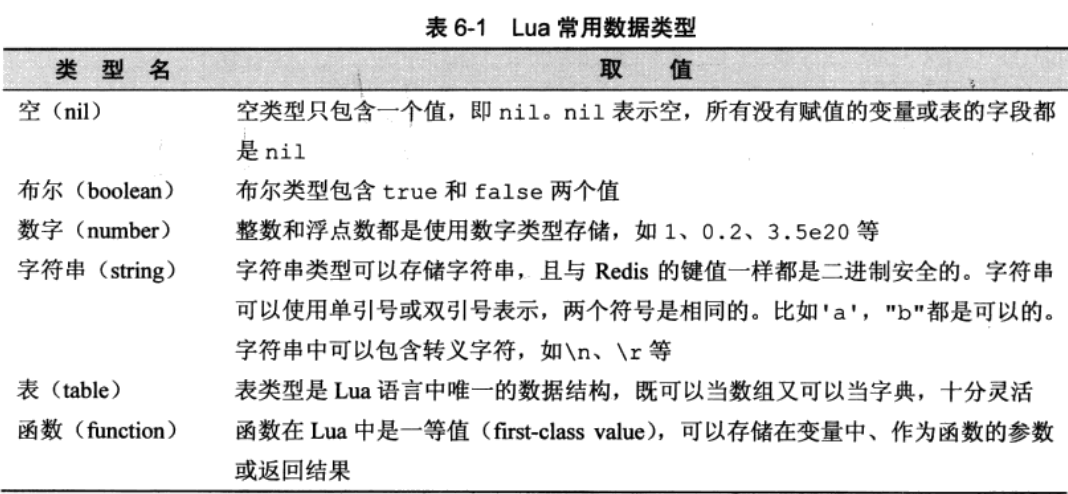 表 6-1 Lua 常用数据类型
类 型 名 取 值
空（nil） 空类型只包含一个值，即 nil。nil 表示空，所有没有赋值的变量或表的字段都
是 nil
布尔（boolean） 布尔类型包含 true 和 false 两个值
数字（number） 整数和浮点数都是使用数字类型存储，如 1、0.2、3.5e20 等
字符串（string） 字符串类型可以存储字符串，且与 Redis 的键值一样都是二进制安全的。字符串
可以使用单引号或双引号表示，两个符号是相同的。比如'a'，"b"都是可以的。
字符串中可以包含转义字符，如\n、\r 等
表（table） 表类型是 Lua 语言中唯一的数据结构，既可以当数组又可以当字典，十分灵活
函数（function） 函数在 Lua 中是一等值（first-class value），可以存储在变量中、作为函数的参数
或返回结果